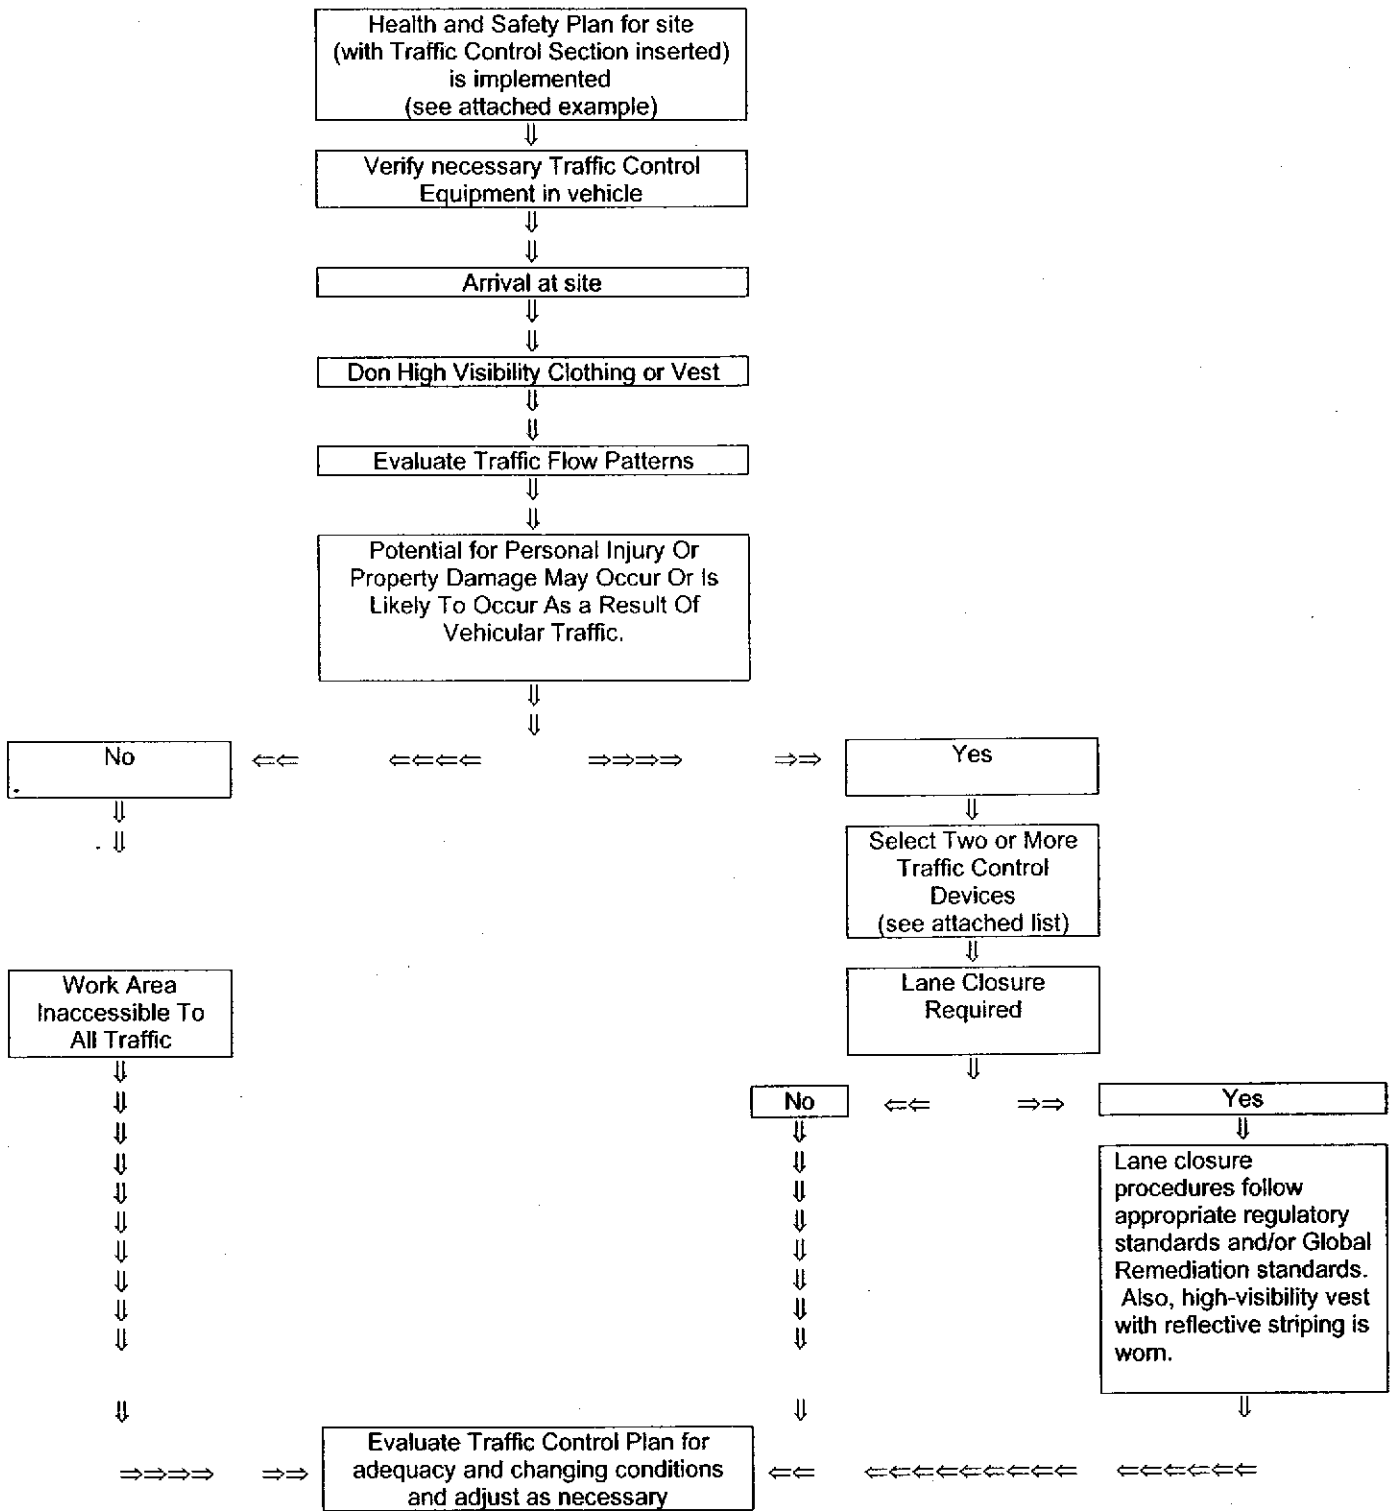 Health and Safety Plan for site
(with Traffic Control Section inserted)
is implemented
(see attached example)
⇓
Verify necessary Traffic Control
Equipment in vehicle
⇓
⇓
Arrival at site
⇓
⇓
Don High Visibility Clothing or Vest
⇓
⇓
Evaluate Traffic Flow Patterns
⇓
⇓
Potential for Personal Injury Or
Property Damage May Occur Or Is
Likely To Occur As a Result Of
Vehicular Traffic.
⇓
⇓
No ⇐⇐ ⇐⇐⇐⇐ ⇒⇒⇒⇒ ⇒⇒ Yes
⇓ ⇓
⇓
Select Two or More
Traffic Control
Devices
(see attached list)
⇓
Work Area
Inaccessible To
All Traffic
Lane Closure
Required
⇓ ⇓
No ⇐⇐ ⇒⇒ Yes
⇓
Lane closure
procedures follow
appropriate regulatory
standards and/or Global
Remediation standards.
Also, high-visibility vest
with reflective striping is
worn.
⇓ ⇓ ⇓
Evaluate Traffic Control Plan for
adequacy and changing conditions
and adjust as necessary
⇒⇒⇒⇒ ⇒⇒ ⇐⇐ ⇐⇐⇐⇐⇐⇐⇐⇐⇐ ⇐⇐⇐⇐⇐⇐